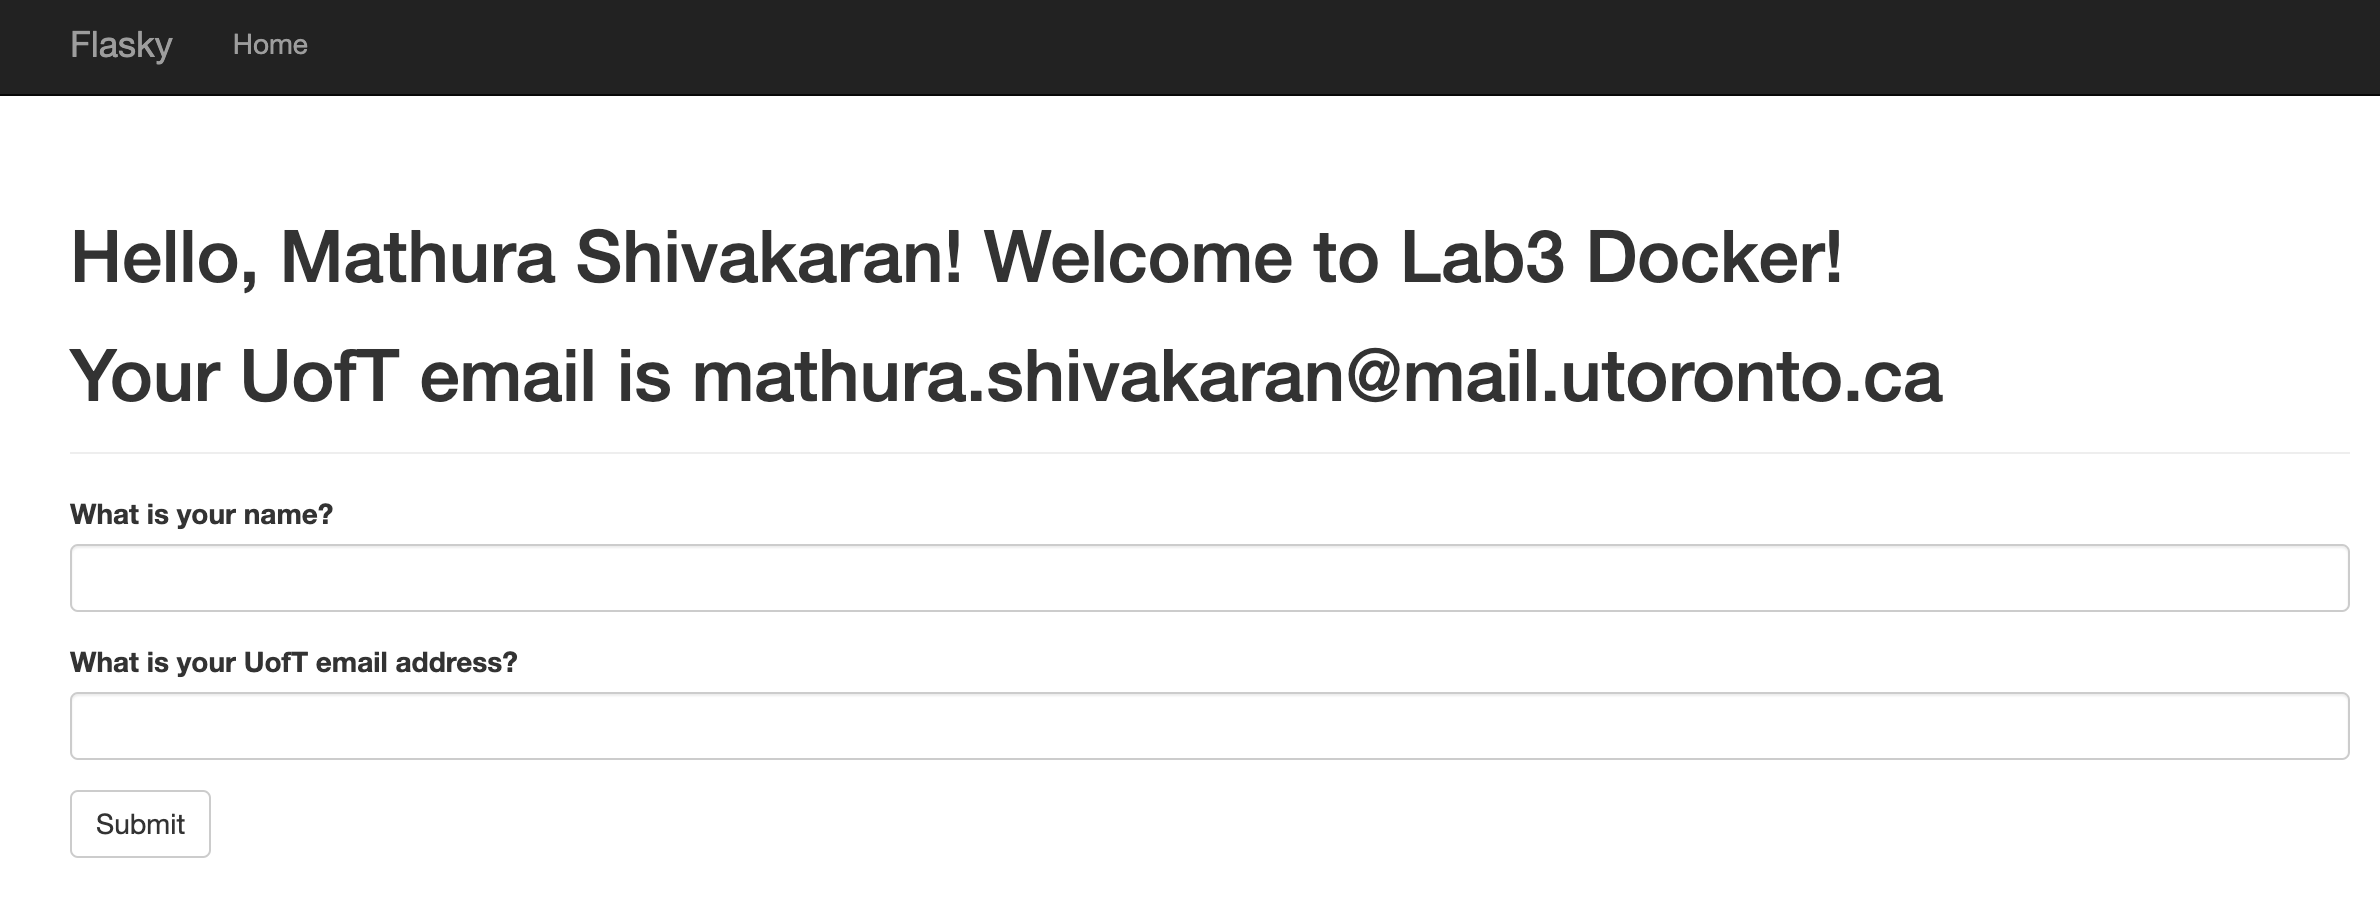 Flasky Home
Hello, Mathura Shivakaran! Welcome to Lab3 Docker!
Your UofT email is mathura.shivakaran@mail.utoronto.ca
What is your name?
What is your UofT email address?
Submit